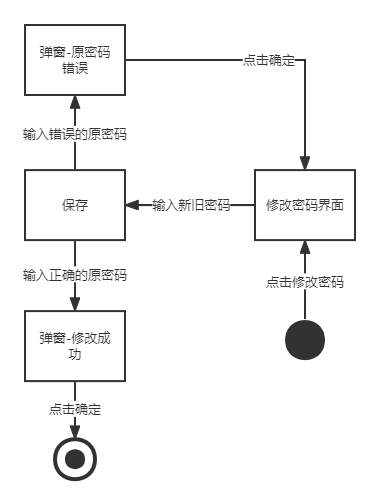 弹窗-原密码
错误
点击确定
输入错误的原密码
保存
输入新旧密码
修改密码界面
输入正确的原密码
点击修改密码
弹窗-修改成
功
点击确定